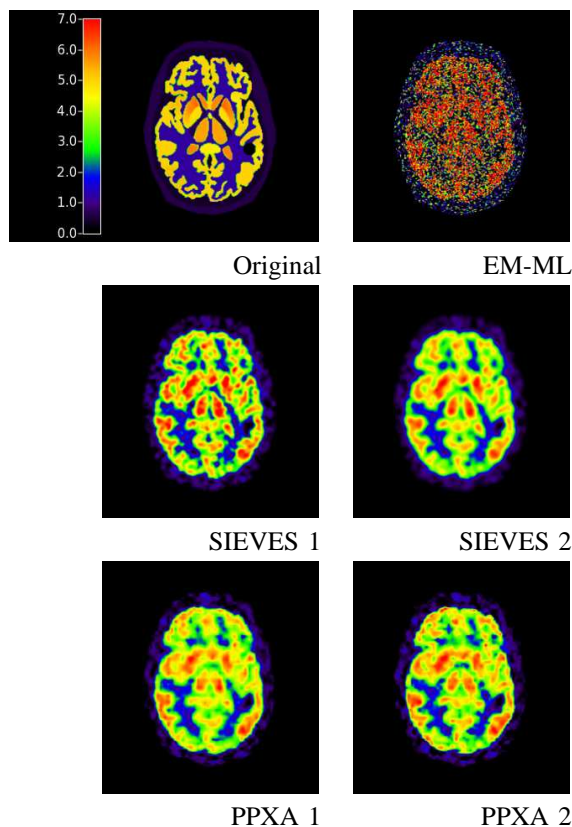 7.0
6.0
5.0
4.0
3.0
2.0
1.0
0.0
Original
EM-ML
SIEVES 1
SIEVES 2
PPXA 1
PPXA 2